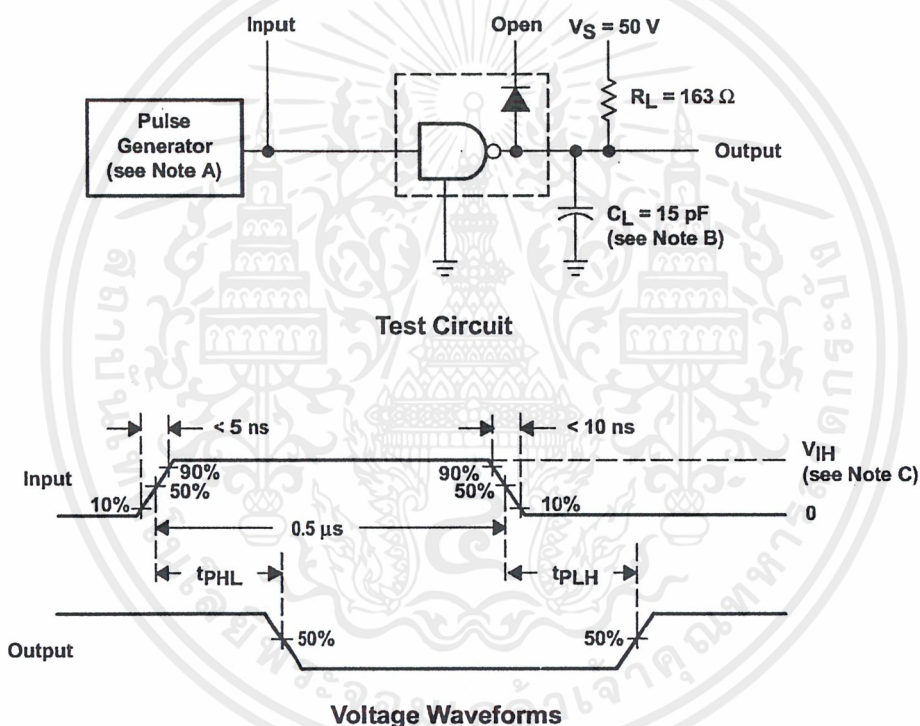 Input
Open
V_S = 50 V
Pulse
Generator
(see Note A)
R_L = 163 Ω
Output
C_L = 15 pF
(see Note B)
Test Circuit
< 5 ns
< 10 ns
V_IH
(see Note C)
Input
90%
90%
50%
50%
10%
10%
0
0.5 μs
t_PHL
t_PLH
50%
50%
Output
Voltage Waveforms